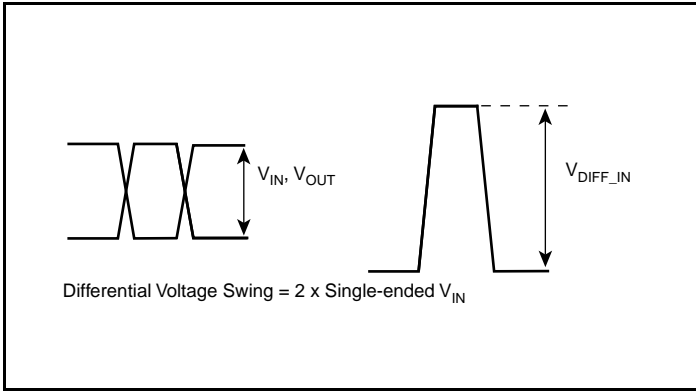 V_IN, V_OUT
V_DIFF_IN
Differential Voltage Swing = 2 x Single-ended V_IN